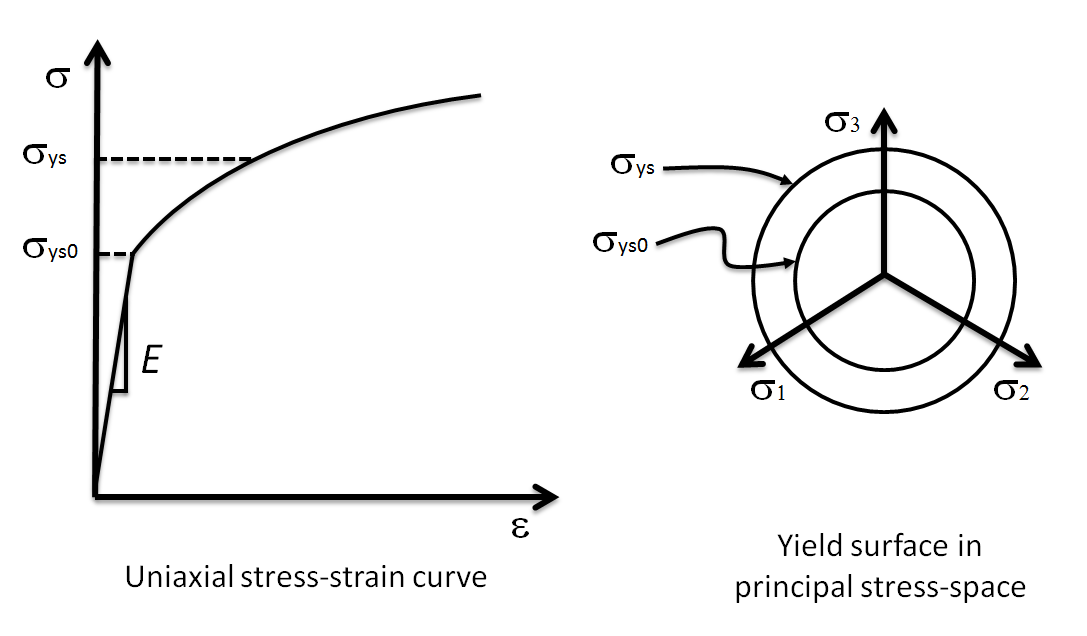 σ
σys
σys0
E
ε
Uniaxial stress-strain curve
σ3
σys
σys0
σ1
σ2
Yield surface in
principal stress-space